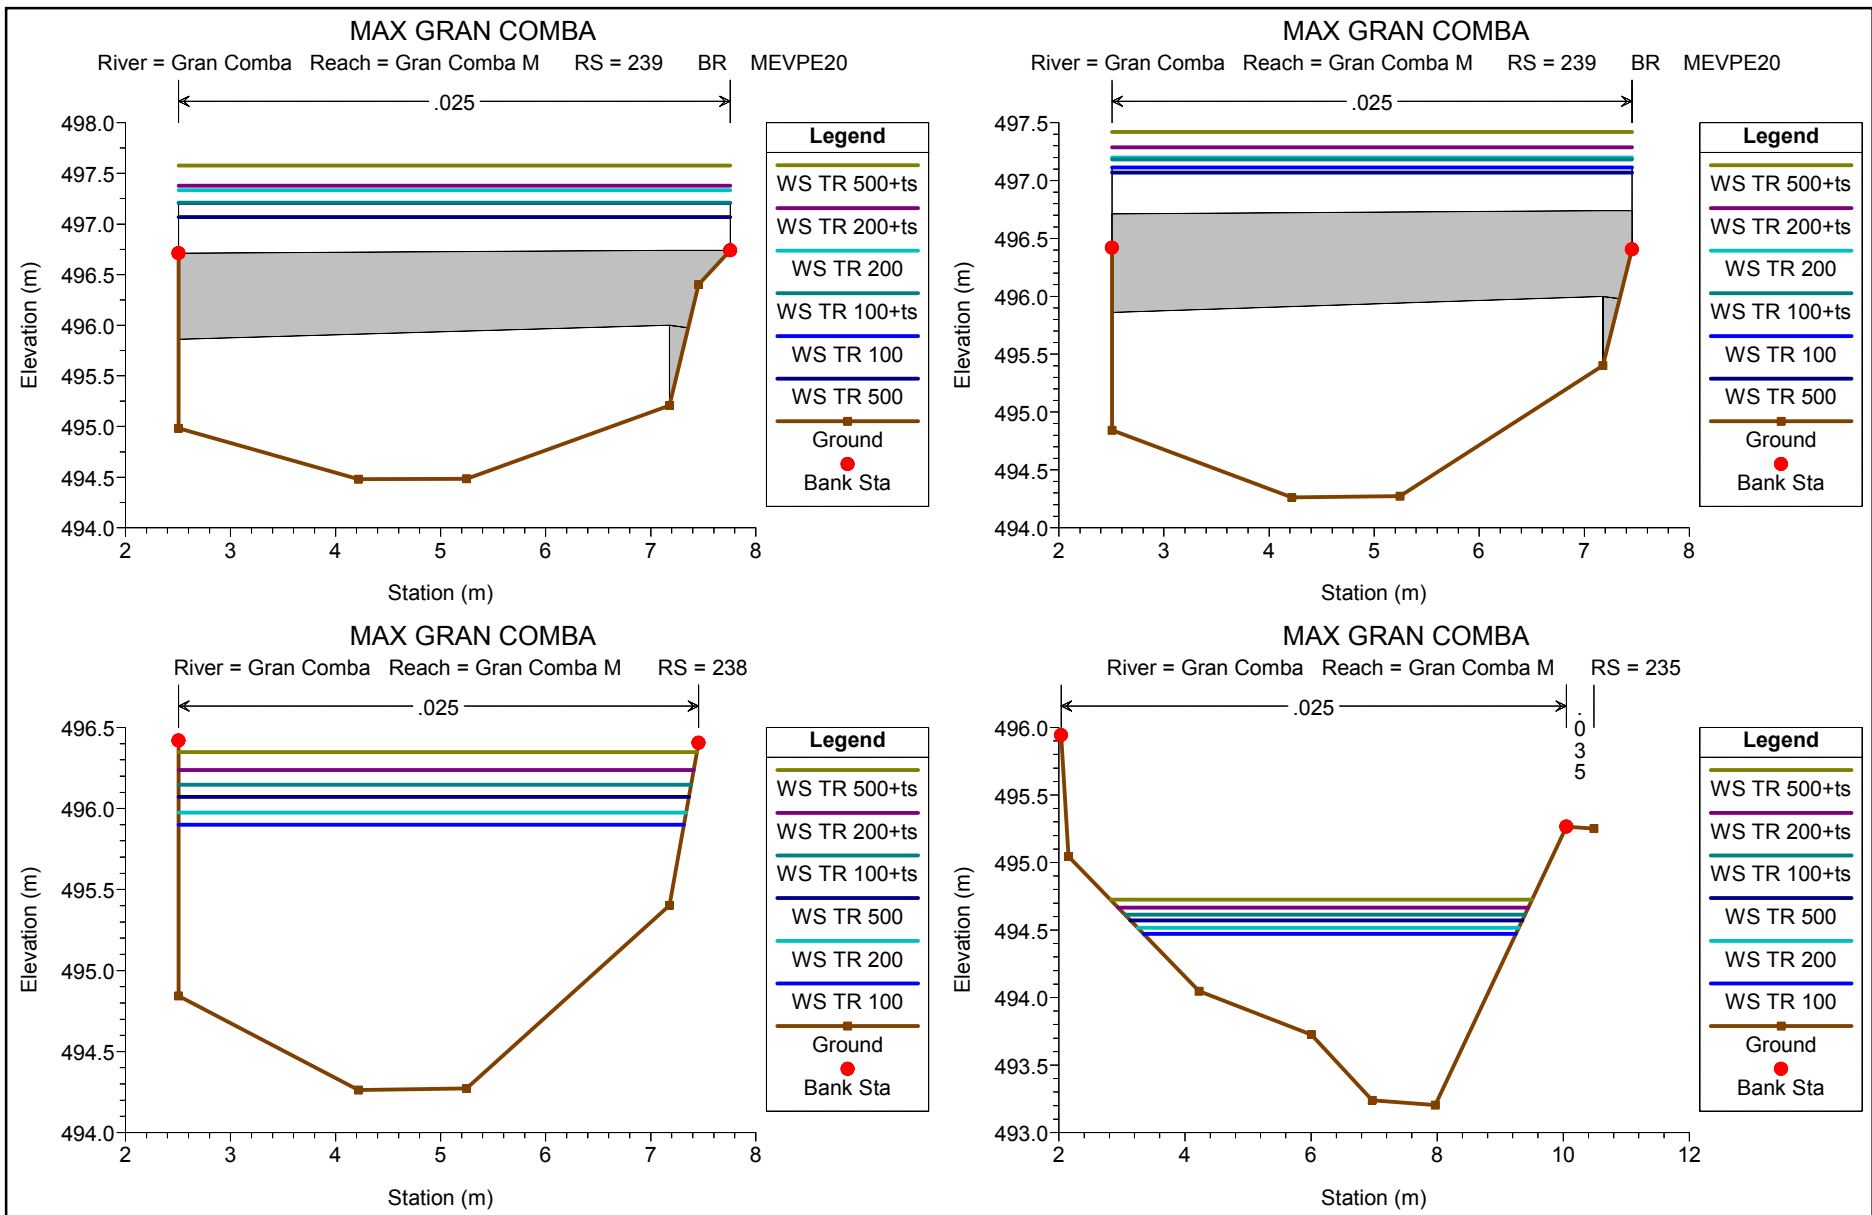 MAX GRAN COMBA
River = Gran Comba Reach = Gran Comba M RS = 239 BR MEVPE20
.025
498.0
497.5
497.0
496.5
496.0
495.5
495.0
494.5
494.0
Elevation (m)
2 3 4 5 6 7 8
Station (m)
Legend
WS TR 500+ts
WS TR 200+ts
WS TR 200
WS TR 100+ts
WS TR 100
WS TR 500
Ground
Bank Sta
MAX GRAN COMBA
River = Gran Comba Reach = Gran Comba M RS = 239 BR MEVPE20
.025
497.5
497.0
496.5
496.0
495.5
495.0
494.5
494.0
Elevation (m)
2 3 4 5 6 7 8
Station (m)
Legend
WS TR 500+ts
WS TR 200+ts
WS TR 200
WS TR 100+ts
WS TR 100
WS TR 500
Ground
Bank Sta
MAX GRAN COMBA
River = Gran Comba Reach = Gran Comba M RS = 238
.025
496.5
496.0
495.5
495.0
494.5
494.0
Elevation (m)
2 3 4 5 6 7 8
Station (m)
Legend
WS TR 500+ts
WS TR 200+ts
WS TR 100+ts
WS TR 500
WS TR 200
WS TR 100
Ground
Bank Sta
MAX GRAN COMBA
River = Gran Comba Reach = Gran Comba M RS = 235
.025
.035
496.0
495.5
495.0
494.5
494.0
493.5
493.0
Elevation (m)
2 4 6 8 10 12
Station (m)
Legend
WS TR 500+ts
WS TR 200+ts
WS TR 100+ts
WS TR 500
WS TR 200
WS TR 100
Ground
Bank Sta